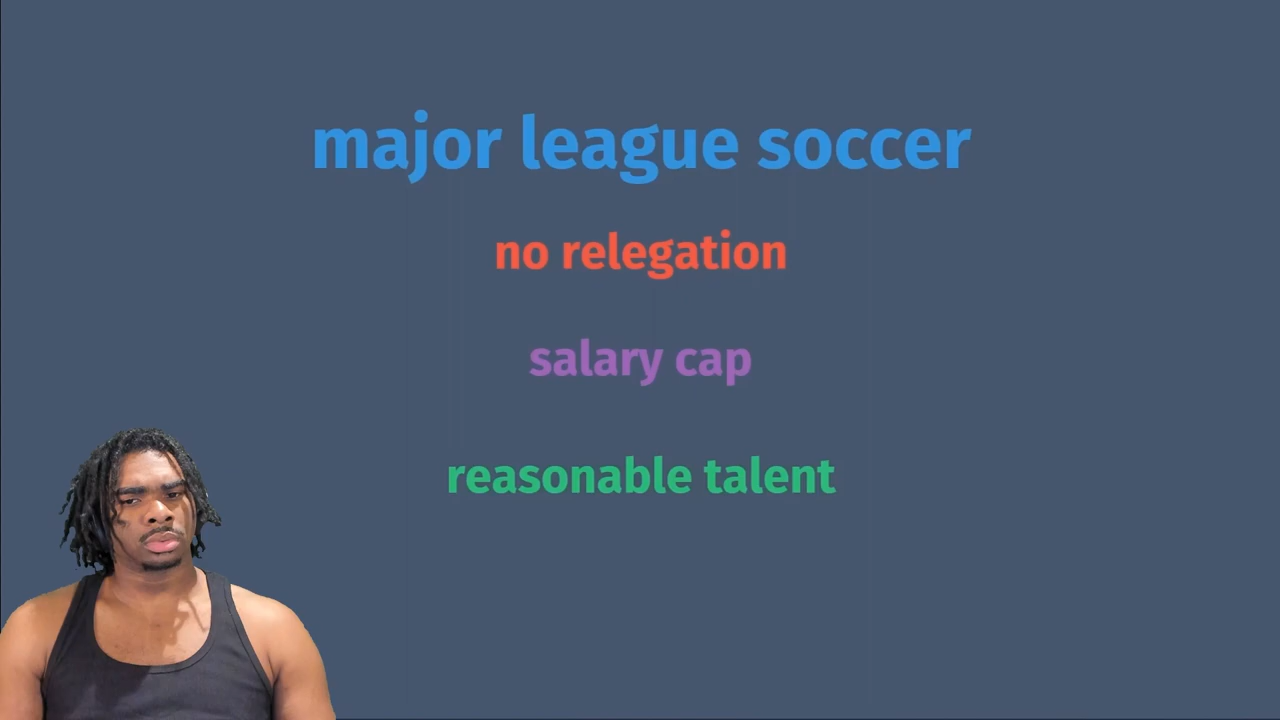 major league soccer
no relegation
salary cap
reasonable talent